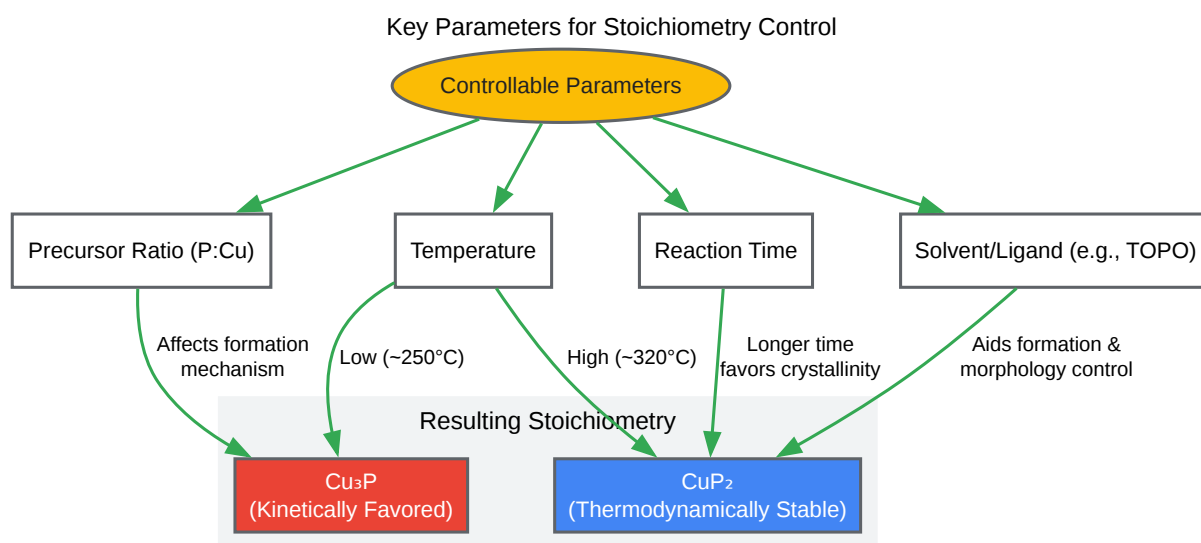 Key Parameters for Stoichiometry Control
Controllable Parameters
Precursor Ratio (P:Cu)
Temperature
Reaction Time
Solvent/Ligand (e.g., TOPO)
Affects formation
mechanism
Low (~250°C)
High (~320°C)
Longer time
favors crystallinity
Aids formation &
morphology control
Resulting Stoichiometry
Cu₃P
(Kinetically Favored)
CuP₂
(Thermodynamically Stable)